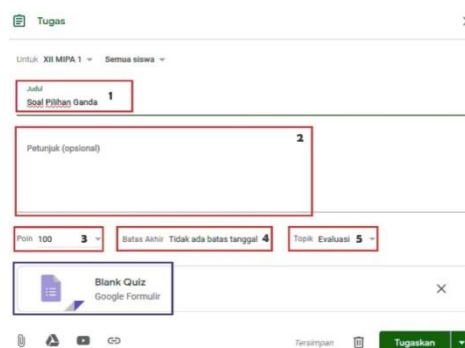 Tugas
Untuk XII MIPA 1 Semua siswa
Judul
Soal Pilihan Ganda 1
2
Petunjuk (opsional)
Poin 100 3 Batas Akhir Tidak ada batas tanggal 4 Topik Evaluasi 5
Blank Quiz
Google Formulir
Tersimpan Tugaskan